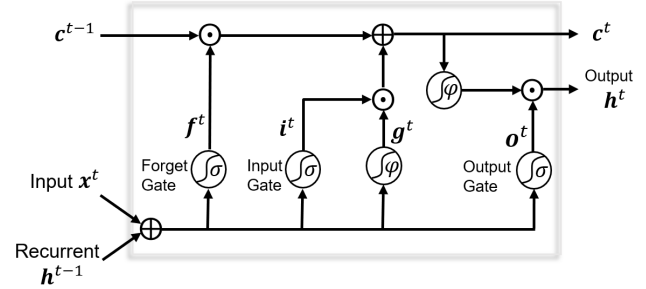 c^{t−1}
c^t
φ
Output
h^t
f^t
i^t
g^t
o^t
Forget
Gate
σ
Input
Gate
σ
φ
Output
Gate
σ
Input x^t
Recurrent
h^{t−1}